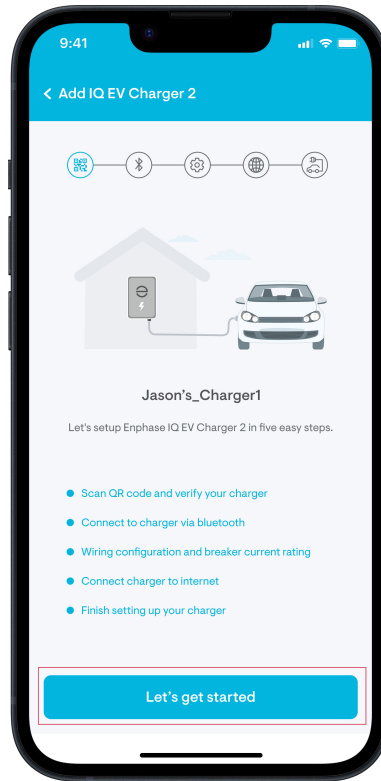 9:41
Add IQ EV Charger 2
Jason’s_Charger1
Let's setup Enphase IQ EV Charger 2 in five easy steps.
Scan QR code and verify your charger
Connect to charger via bluetooth
Wiring configuration and breaker current rating
Connect charger to internet
Finish setting up your charger
Let’s get started